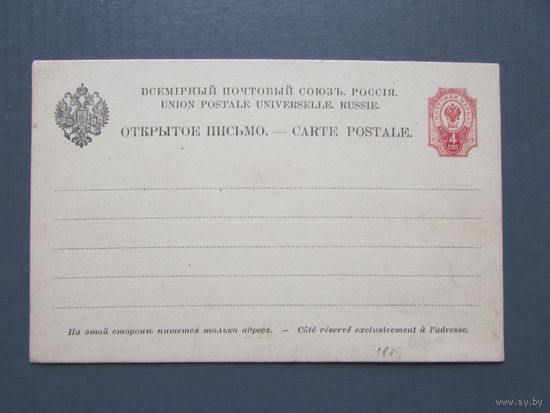 ВСЕМІРНЫЙ ПОЧТОВЫЙ СОЮЗЪ. РОССІЯ.
UNION POSTALE UNIVERSELLE. RUSSIE.
ОТКРЫТОЕ ПИСЬМО. — CARTE POSTALE.
4
КОП
На этой сторонѣ пишется только адресъ. — Côté réservé exclusivement à l'adresse.
1889
www.ay.by